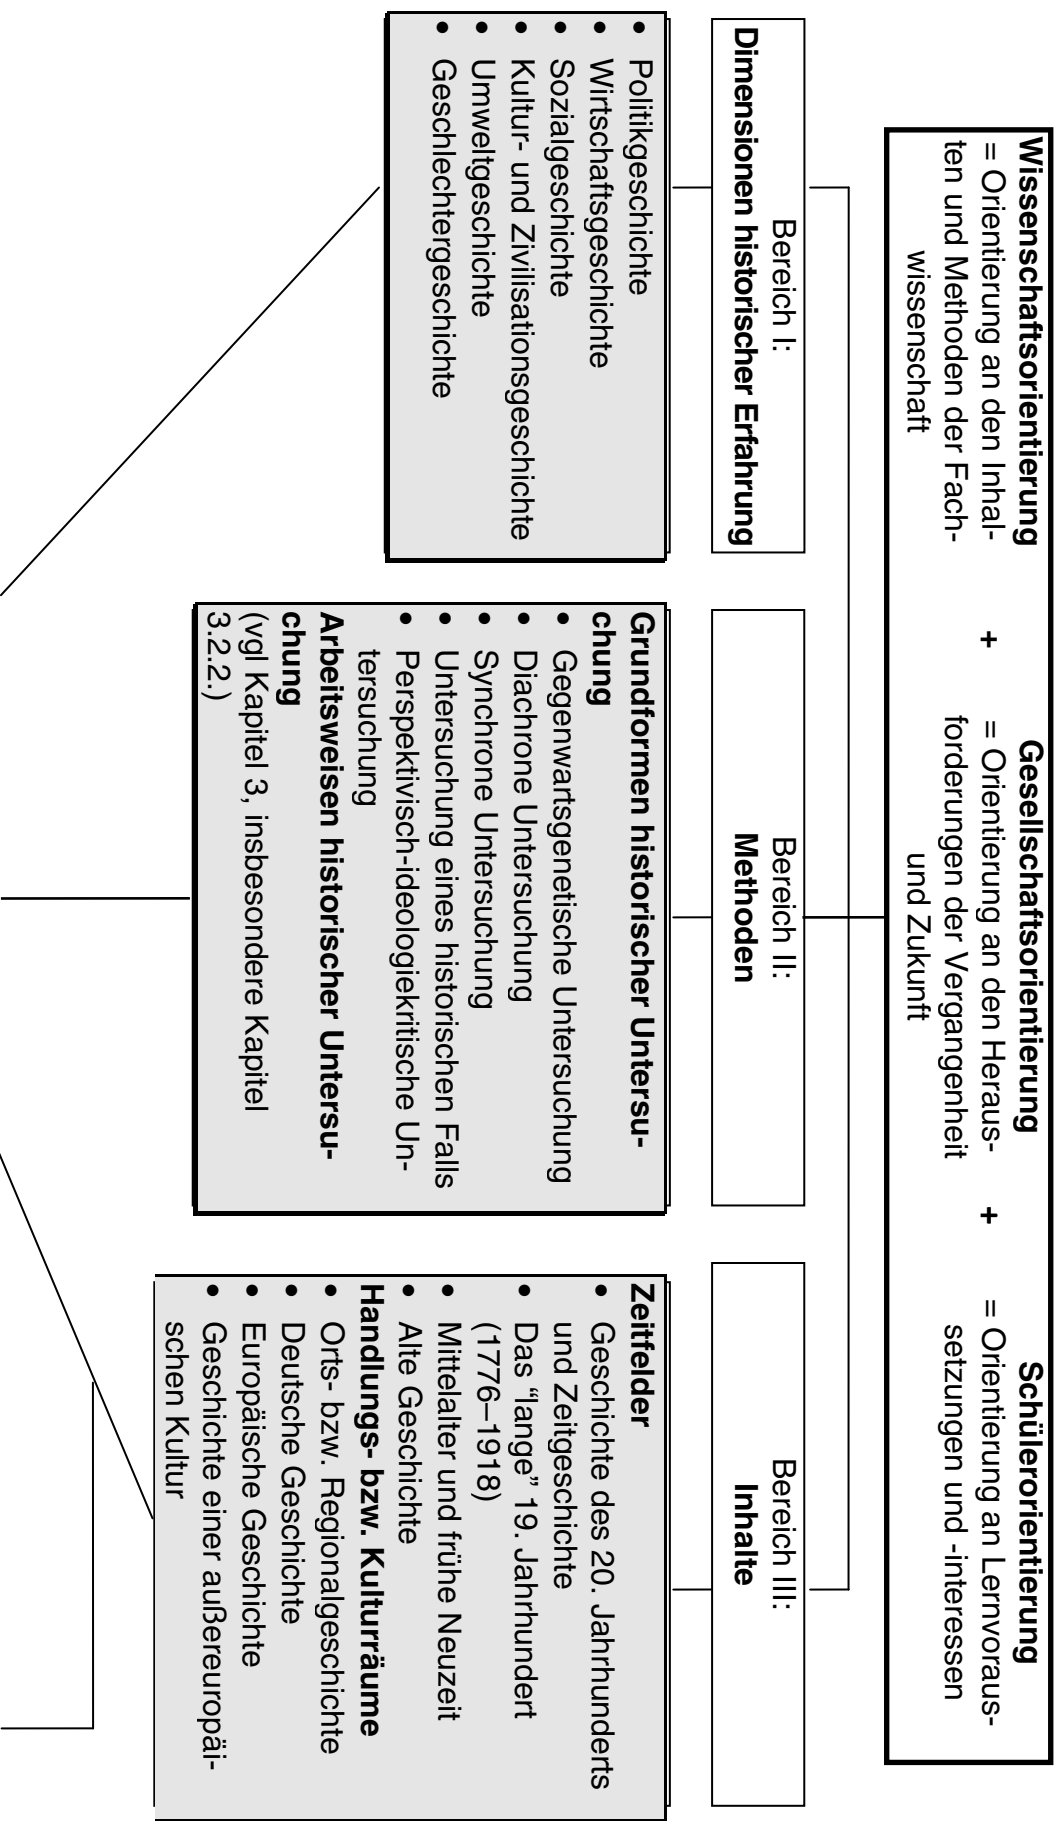 Wissenschaftsorientierung
= Orientierung an den Inhal-
ten und Methoden der Fach-
wissenschaft
+
Gesellschaftsorientierung
= Orientierung an den Heraus-
forderungen der Vergangenheit
und Zukunft
+
Schülerorientierung
= Orientierung an Lernvoraus-
setzungen und -interessen
Bereich I:
Dimensionen historischer Erfahrung
• Politikgeschichte
• Wirtschaftsgeschichte
• Sozialgeschichte
• Kultur- und Zivilisationsgeschichte
• Umweltgeschichte
• Geschlechtergeschichte
Bereich II:
Methoden
Grundformen historischer Untersu-
chung
• Gegenwartsgenetische Untersuchung
• Diachrone Untersuchung
• Synchrone Untersuchung
• Untersuchung eines historischen Falls
• Perspektivisch-ideologiekritische Un-
tersuchung
Arbeitsweisen historischer Untersu-
chung
(vgl Kapitel 3, insbesondere Kapitel
3.2.2.)
Bereich III:
Inhalte
Zeitfelder
• Geschichte des 20. Jahrhunderts
und Zeitgeschichte
• Das “lange” 19. Jahrhundert
(1776–1918)
• Mittelalter und frühe Neuzeit
• Alte Geschichte
Handlungs- bzw. Kulturräume
• Orts- bzw. Regionalgeschichte
• Deutsche Geschichte
• Europäische Geschichte
• Geschichte einer außereuropäi-
schen Kultur